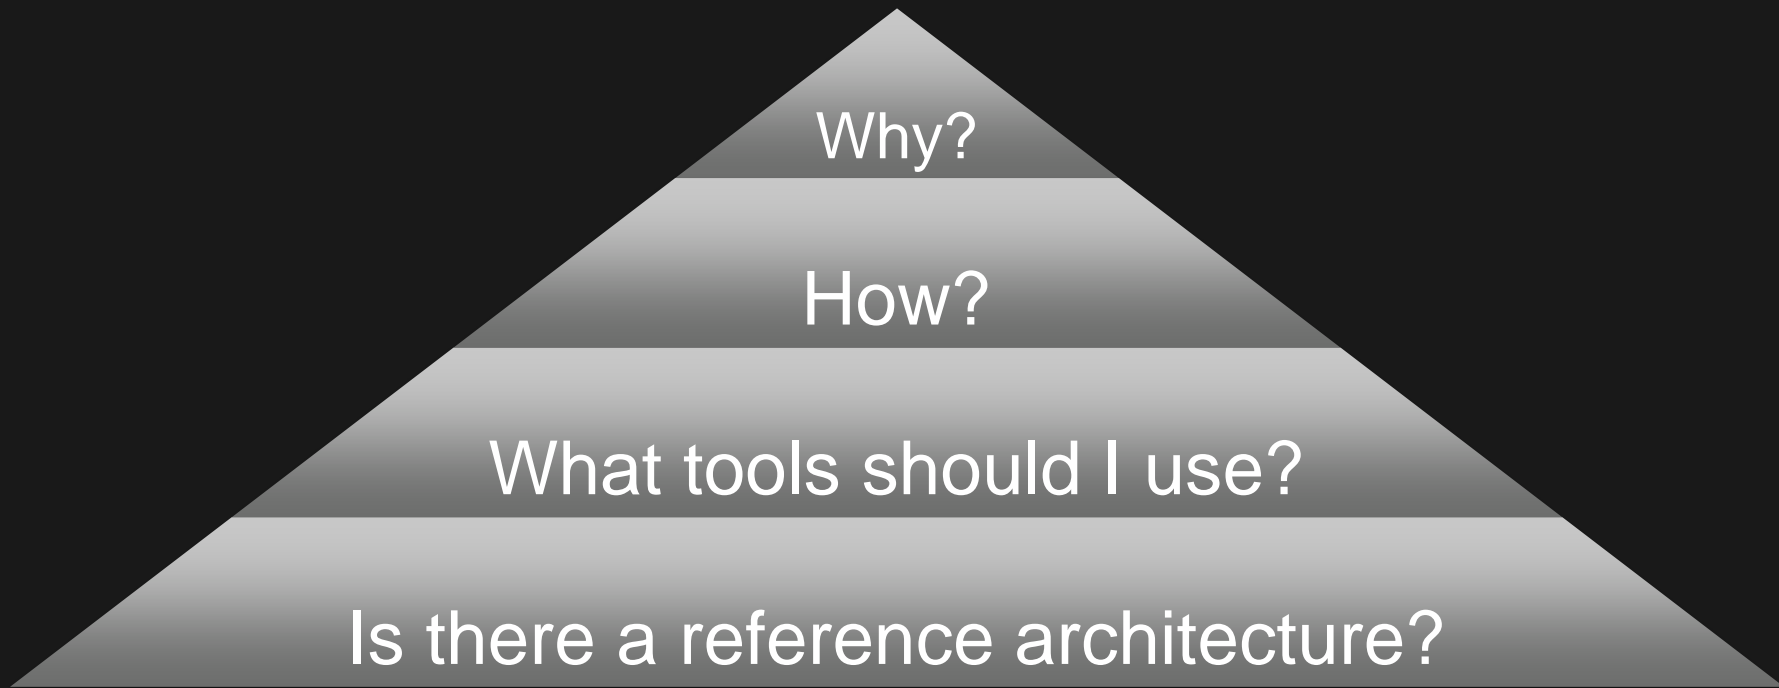 Why?
How?
What tools should I use?
Is there a reference architecture?